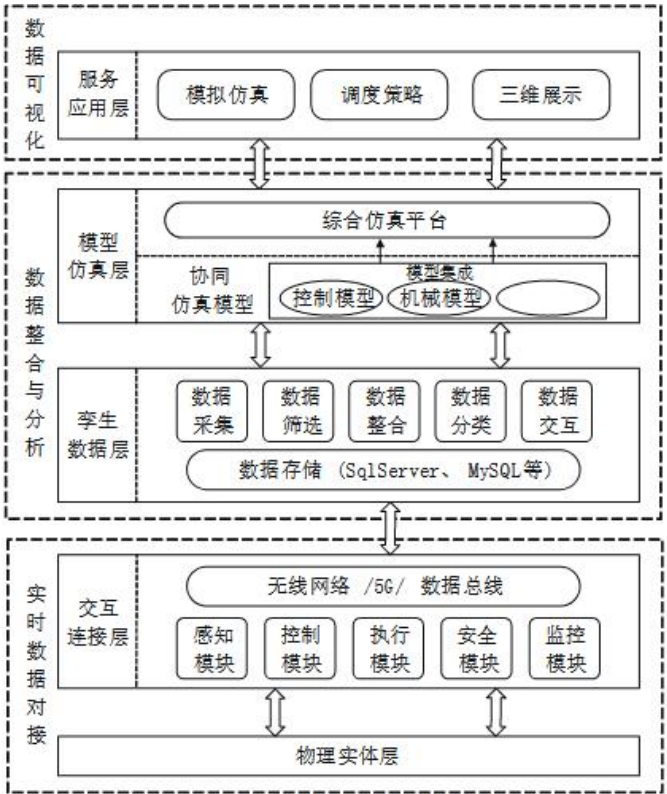 数据可视化
服务
应用层
模拟仿真
调度策略
三维展示
数据整合与分析
模型
仿真层
综合仿真平台
协同
仿真模型
模型集成
控制模型
机械模型
孪生
数据层
数据
采集
数据
筛选
数据
整合
数据
分类
数据
交互
数据存储 (SqlServer、 MySQL等)
实时数据对接
交互
连接层
无线网络 /5G/ 数据总线
感知
模块
控制
模块
执行
模块
安全
模块
监控
模块
物理实体层